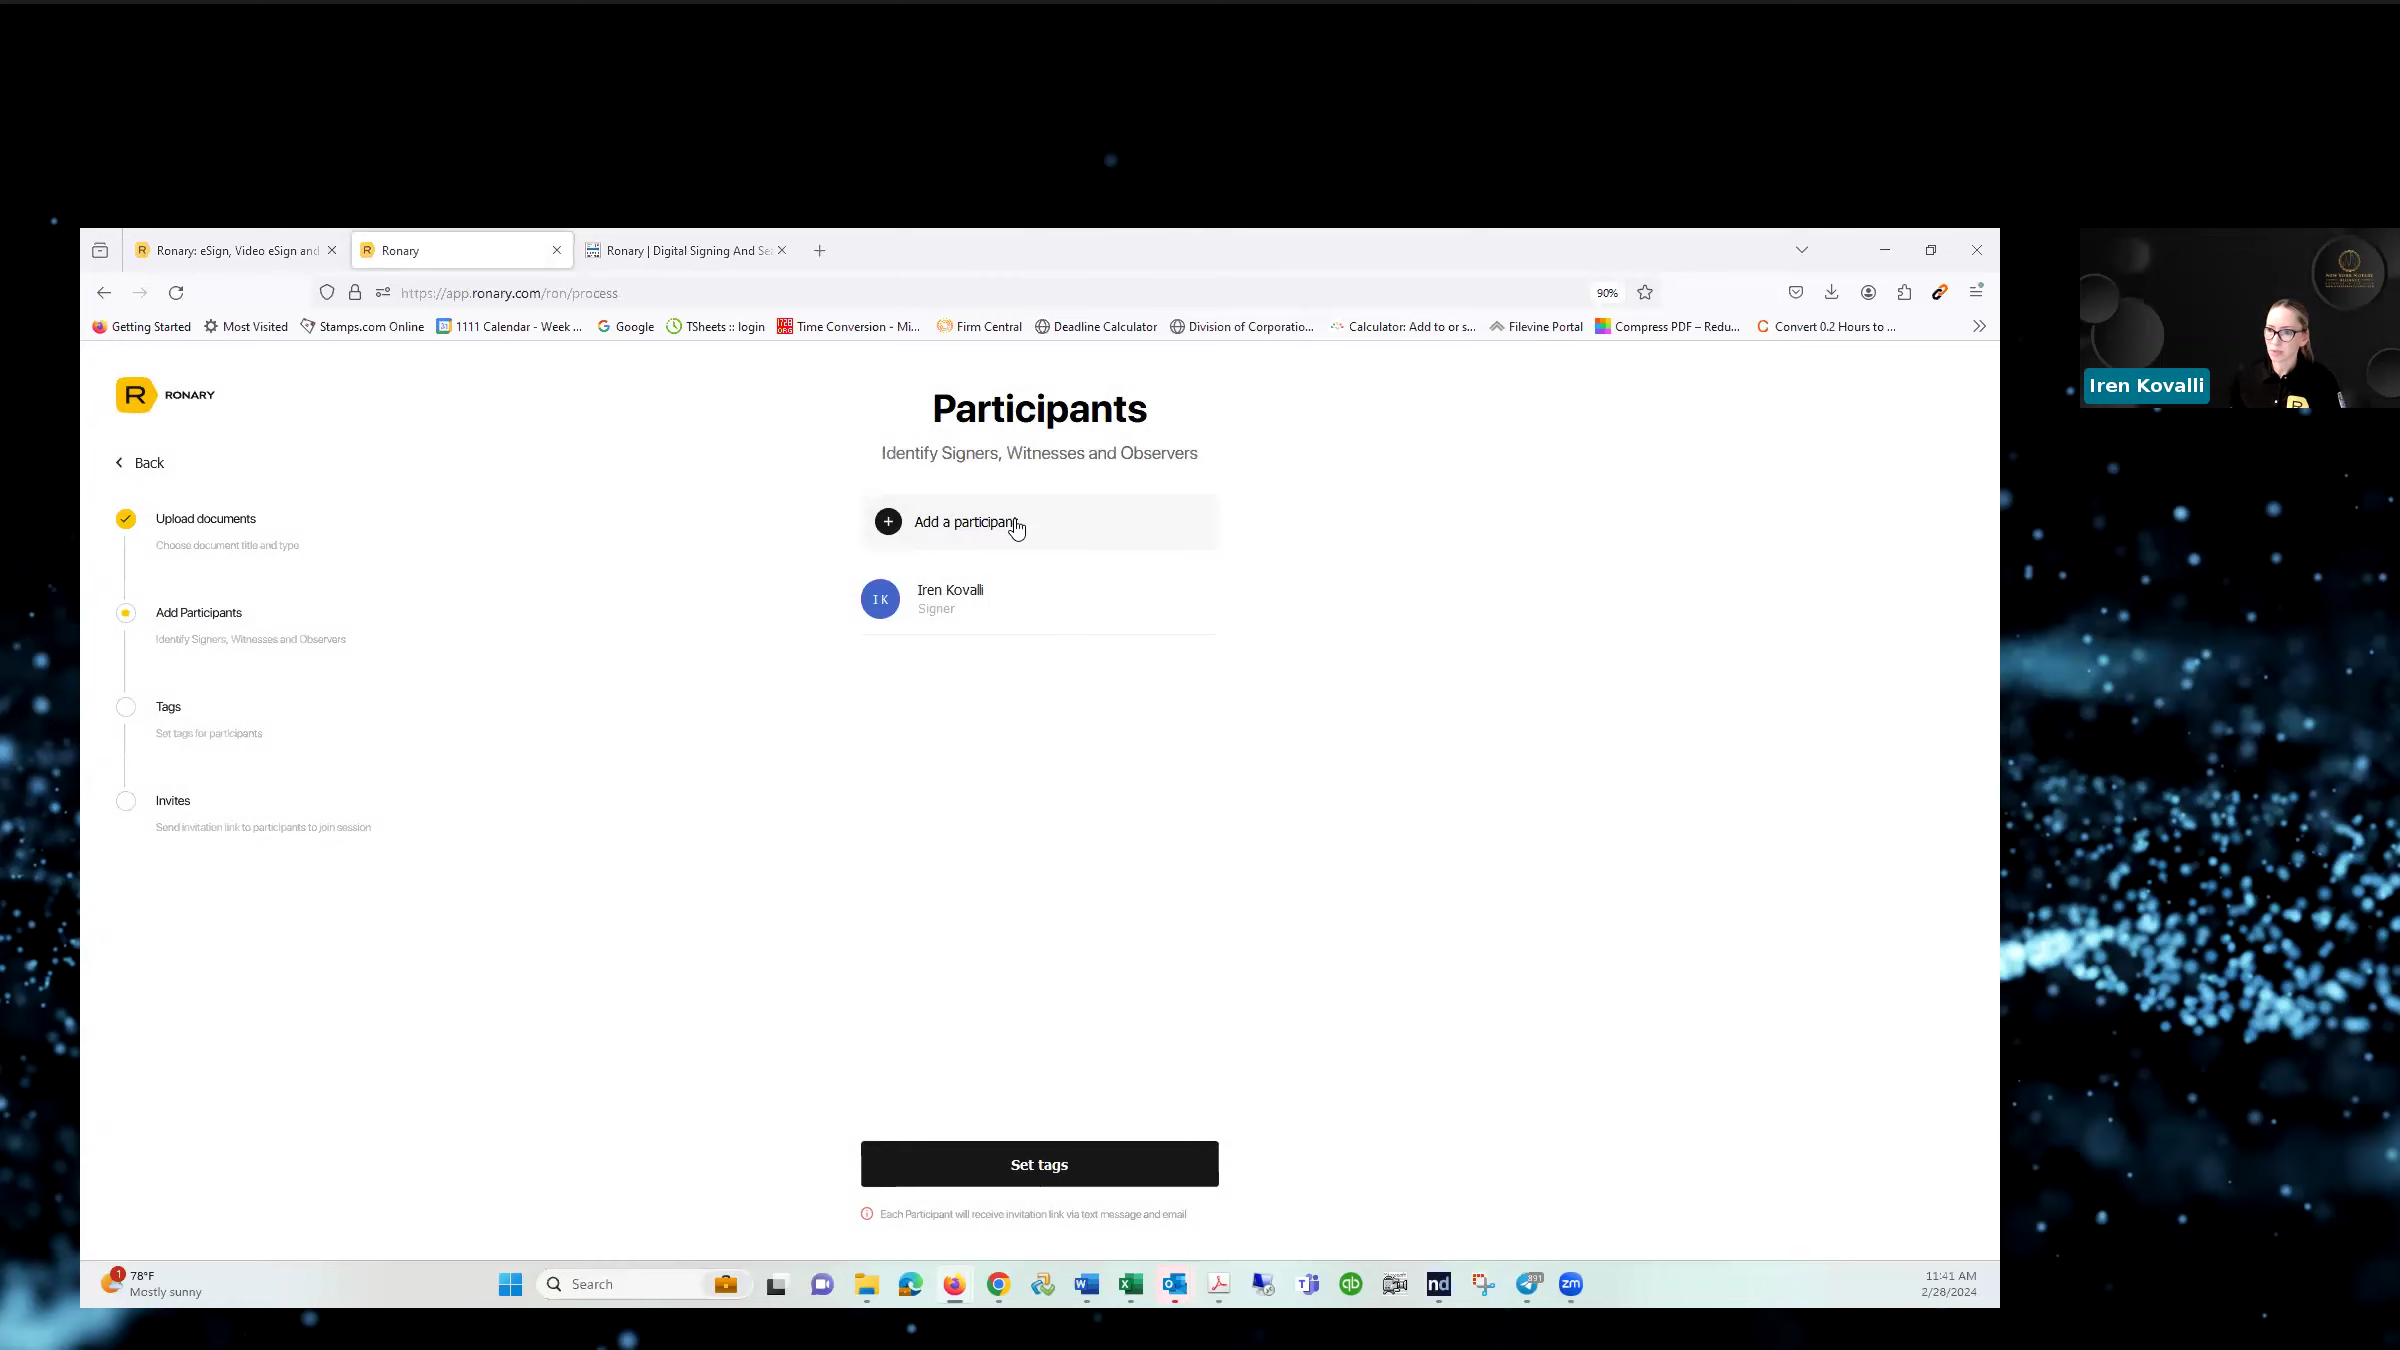 Ronary: eSign, Video eSign and
Ronary
Ronary | Digital Signing And Se
https://app.ronary.com/ron/process
90%
Getting Started
Most Visited
Stamps.com Online
1111 Calendar - Week ...
Google
TSheets :: login
Time Conversion - Mi...
Firm Central
Deadline Calculator
Division of Corporatio...
Calculator: Add to or s...
Filevine Portal
Compress PDF – Redu...
Convert 0.2 Hours to ...
R RONARY
Back
Upload documents
Choose document title and type
Add Participants
Identify Signers, Witnesses and Observers
Tags
Set tags for participants
Invites
Send invitation link to participants to join session
Participants
Identify Signers, Witnesses and Observers
Add a participant
I K
Iren Kovalli
Signer
Set tags
Each Participant will receive invitation link via text message and email
Iren Kovalli
1
78°F
Mostly sunny
Search
891
nd
qb
zm
11:41 AM
2/28/2024